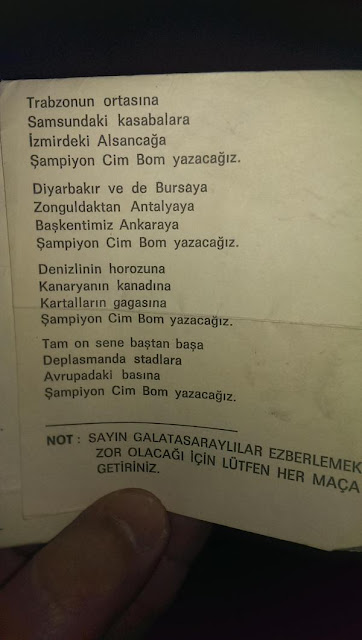 Trabzonun ortasına
Samsundaki kasabalara
İzmirdeki Alsancağa
Şampiyon Cim Bom yazacağız.
Diyarbakır ve de Bursaya
Zonguldaktan Antalyaya
Başkentimiz Ankaraya
Şampiyon Cim Bom yazacağız.
Denizlinin horozuna
Kanaryanın kanadına
Kartalların gagasına
Şampiyon Cim Bom yazacağız.
Tam on sene baştan başa
Deplasmanda stadlara
Avrupadaki basına
Şampiyon Cim Bom yazacağız.
NOT : SAYIN GALATASARAYLILAR EZBERLEMEK
ZOR OLACAĞI İÇİN LÜTFEN HER MAÇA
GETİRİNİZ.